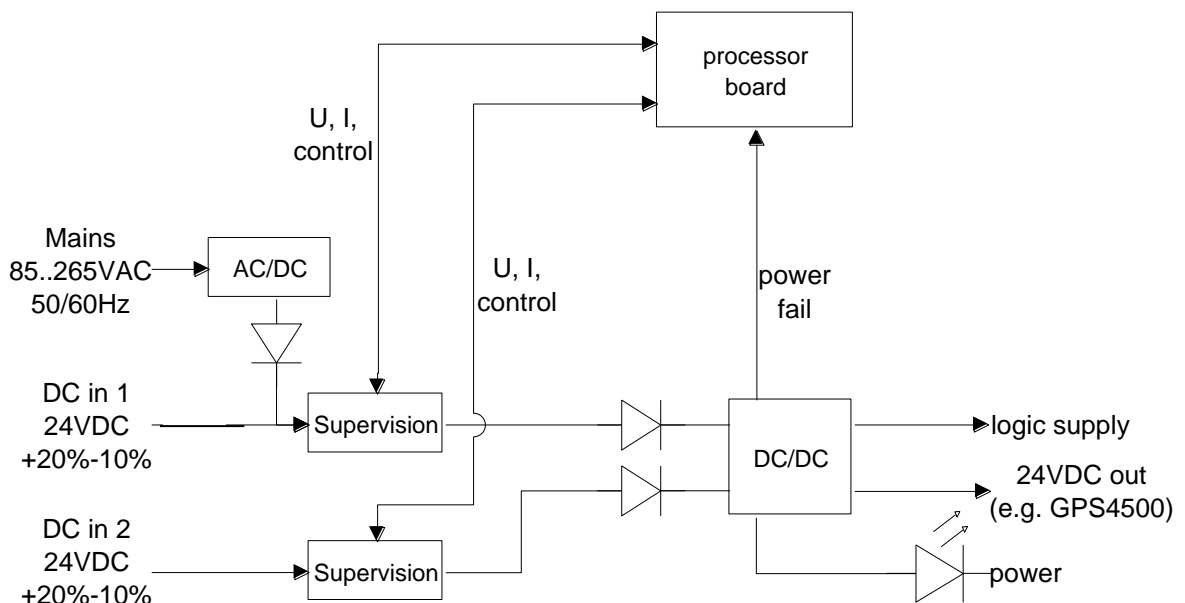 processor
board
U, I,
control
Mains
85..265VAC
50/60Hz
AC/DC
U, I,
control
power
fail
DC in 1
24VDC
+20%-10%
Supervision
DC/DC
logic supply
24VDC out
(e.g. GPS4500)
DC in 2
24VDC
+20%-10%
Supervision
power